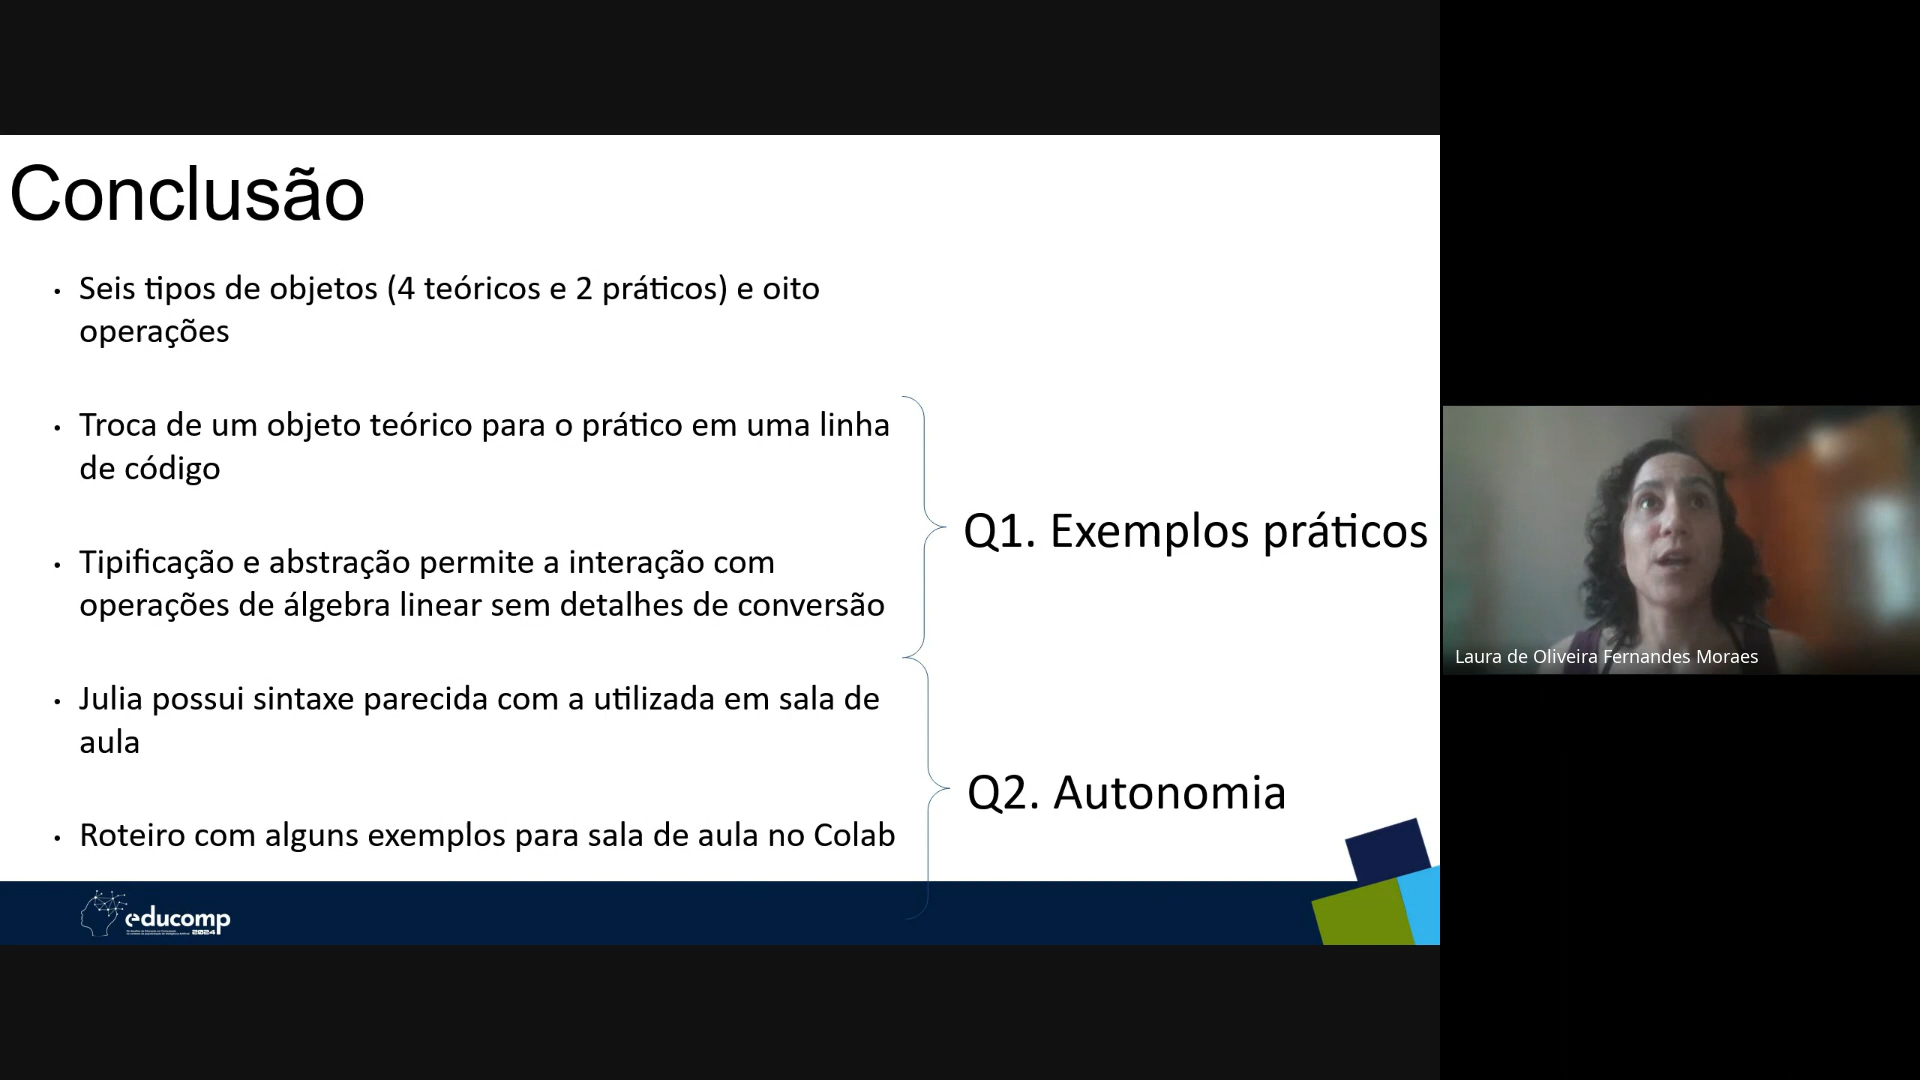 Conclusão
• Seis tipos de objetos (4 teóricos e 2 práticos) e oito
operações
• Troca de um objeto teórico para o prático em uma linha
de código
• Tipificação e abstração permite a interação com
operações de álgebra linear sem detalhes de conversão
Q1. Exemplos práticos
• Julia possui sintaxe parecida com a utilizada em sala de
aula
• Roteiro com alguns exemplos para sala de aula no Colab
Q2. Autonomia
educomp
2024
Laura de Oliveira Fernandes Moraes